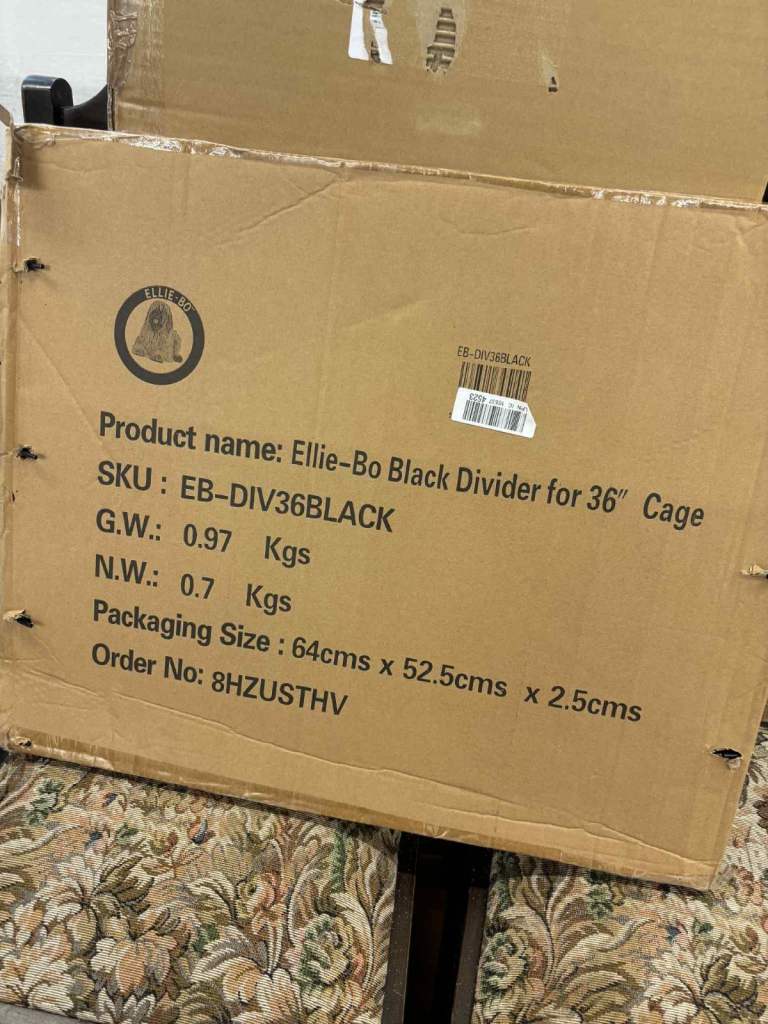 ELLIE-BO
EB-DIV36BLACK
4523
Product name: Ellie-Bo Black Divider for 36" Cage
SKU : EB-DIV36BLACK
G.W.: 0.97 Kgs
N.W.: 0.7 Kgs
Packaging Size : 64cms x 52.5cms x 2.5cms
Order No: 8HZUSTHV